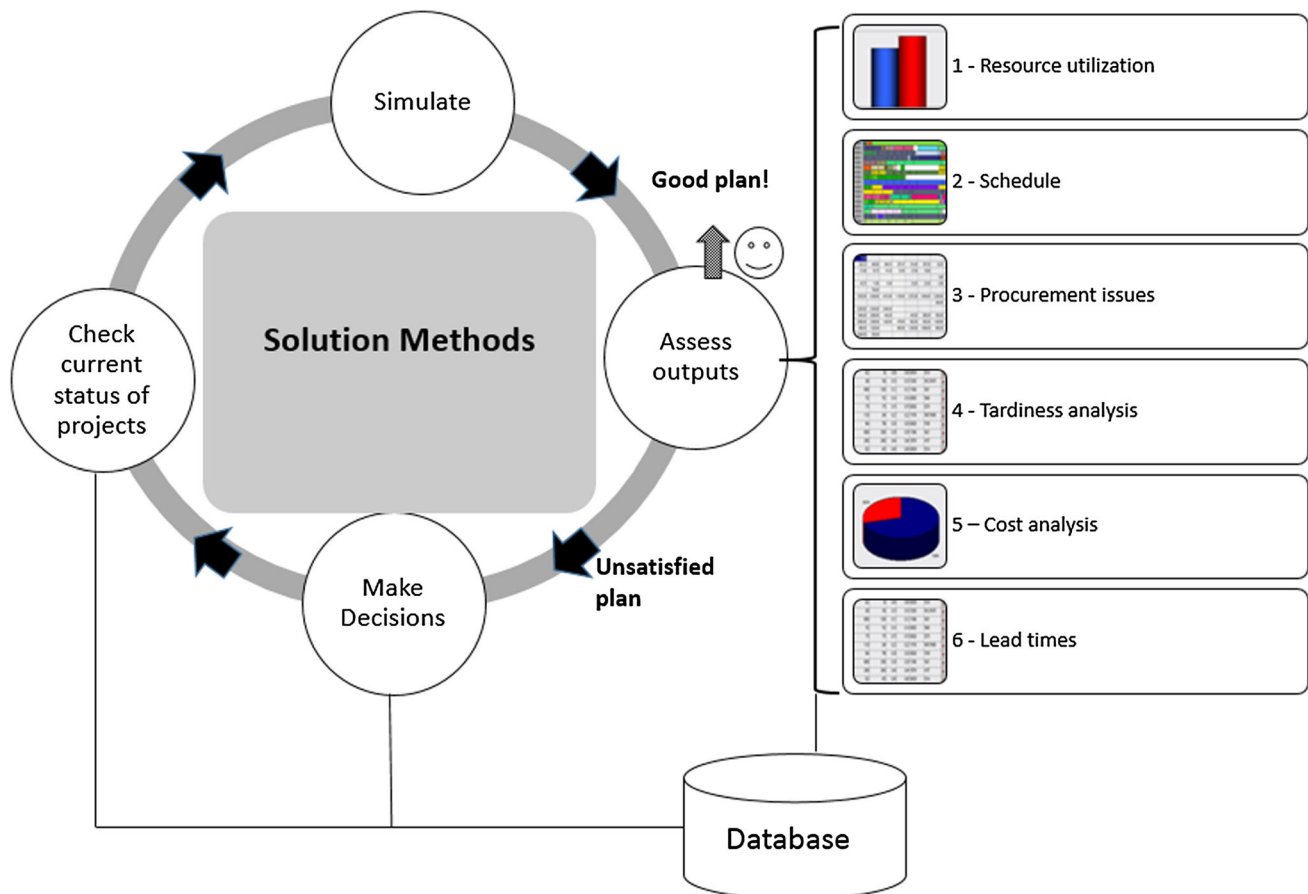 Simulate
Good plan!
Solution Methods
Check
current
status of
projects
Assess
outputs
Unsatisfied
plan
Make
Decisions
1 - Resource utilization
2 - Schedule
3 - Procurement issues
4 - Tardiness analysis
5 – Cost analysis
6 - Lead times
Database